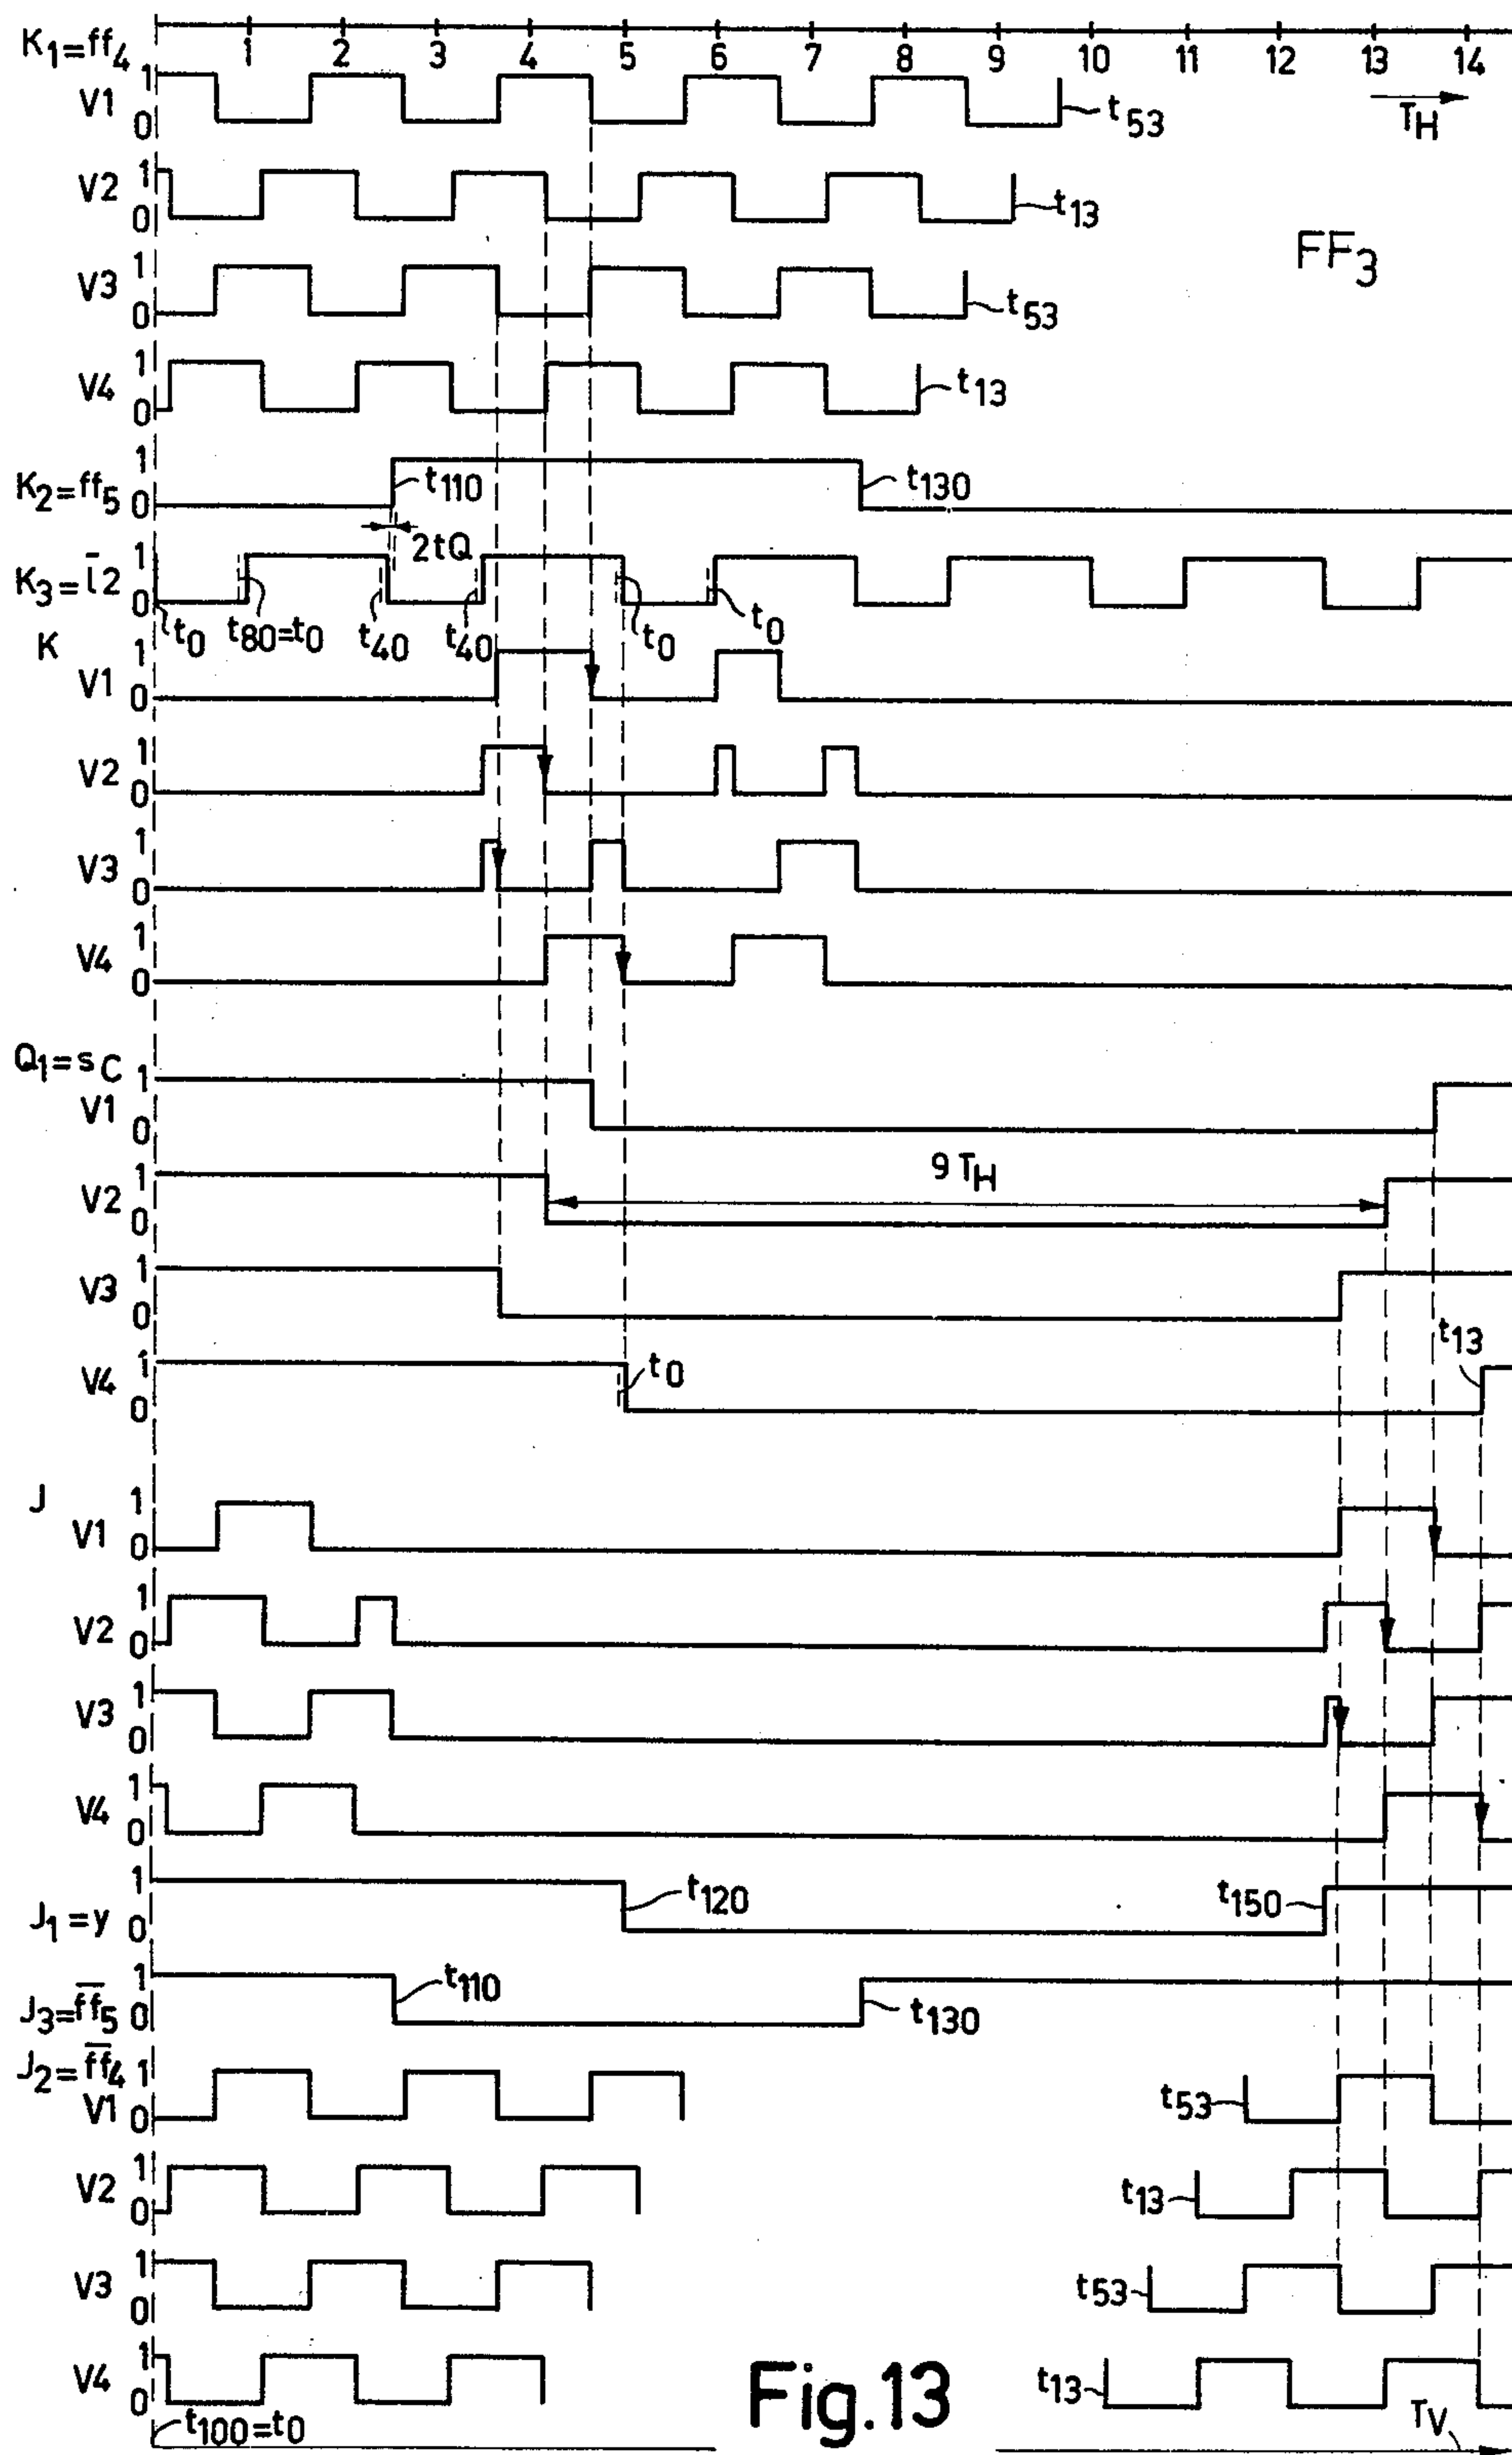 1 2 3 4 5 6 7 8 9 10 11 12 13 14
K1=ff4
V1 1 0 t53 TH
V2 1 0 t13
FF3
V3 1 0 t53
V4 1 0 t13
K2=ff5 1 0 t110 t130
2tQ
K3=l̅2 1 0 t0 t80=t0 t40 t40 t0 t0
K
V1 1 0
V2 1 0
V3 1 0
V4 1 0
Q1=sC
V1 1 0
V2 1 0 9 TH
V3 1 0
V4 1 0 t0 t13
J
V1 1 0
V2 1 0
V3 1 0
V4 1 0
J1=y 1 0 t120 t150
J3=f̅f̅5 1 0 t110 t130
J2=f̅f̅4
V1 1 0 t53
V2 1 0 t13
V3 1 0 t53
V4 1 0 t13
t100=t0 TV
Fig.13